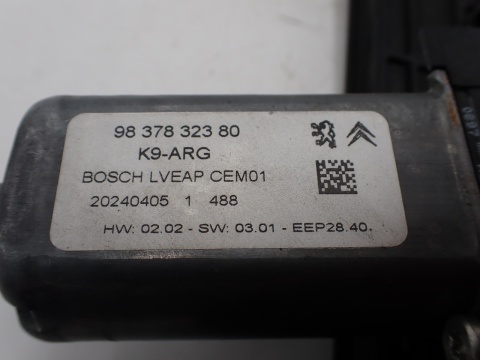 98 378 323 80
K9-ARG
BOSCH LVEAP CEM01
20240405 1 488
HW: 02.02 - SW: 03.01 - EEP28.40.